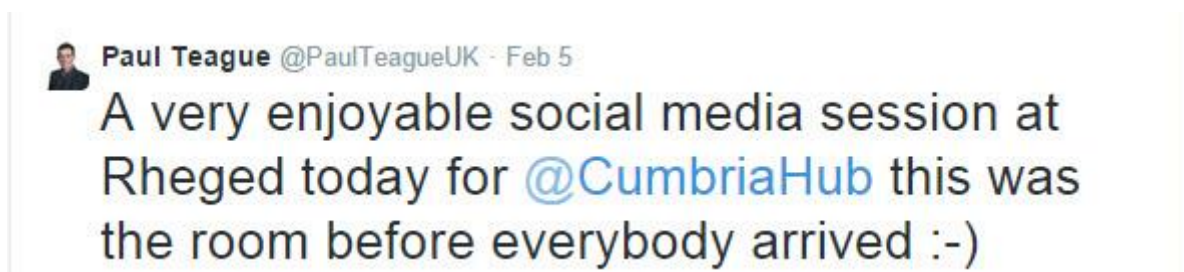 Paul Teague @PaulTeagueUK · Feb 5
A very enjoyable social media session at
Rheged today for @CumbriaHub this was
the room before everybody arrived :-)